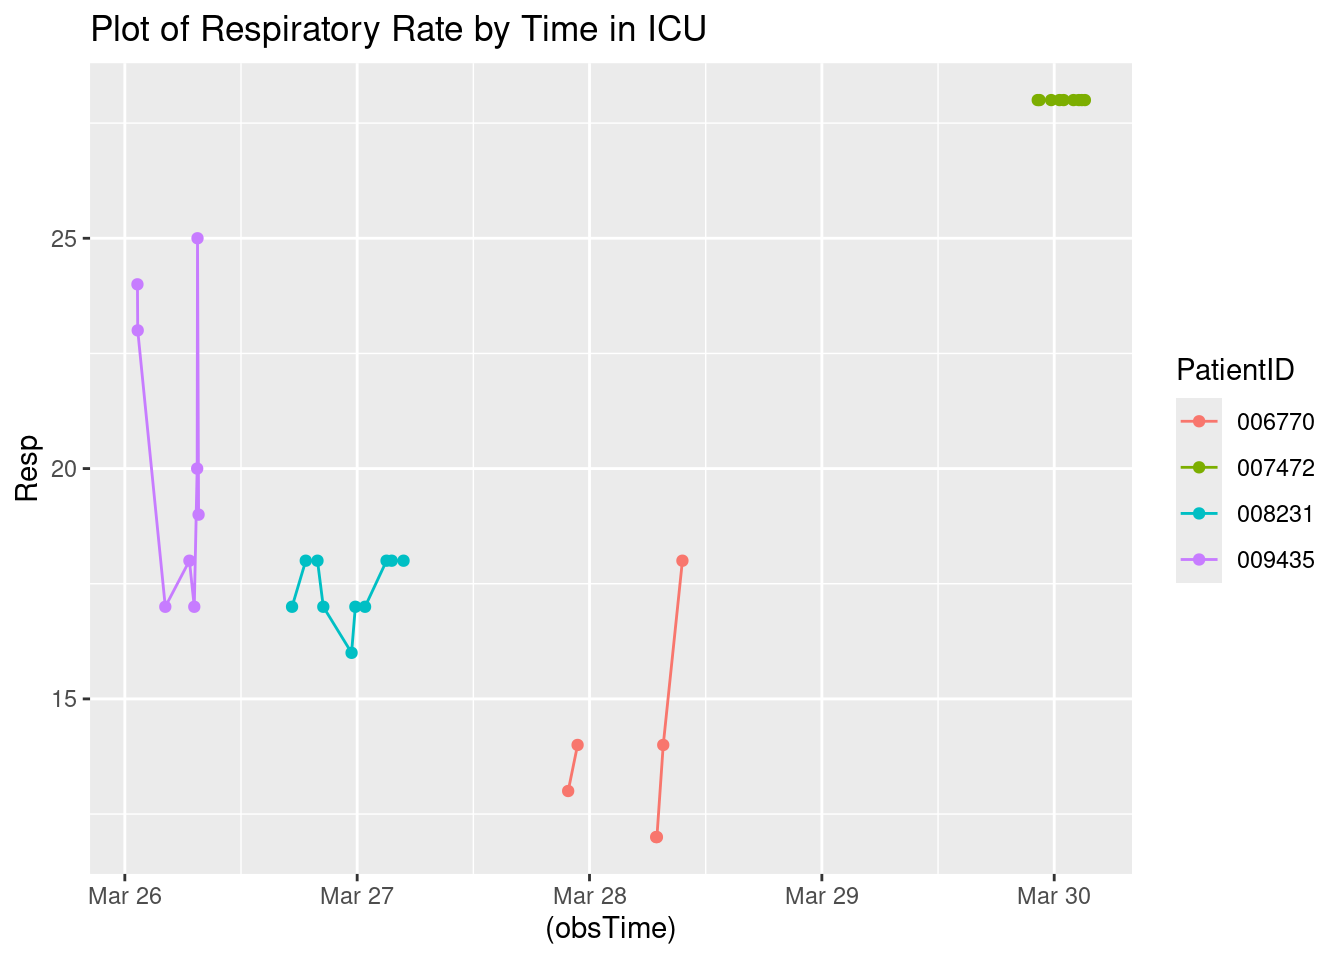 Plot of Respiratory Rate by Time in ICU
25
20
15
Resp
Mar 26
Mar 27
Mar 28
Mar 29
Mar 30
(obsTime)
PatientID
006770
007472
008231
009435